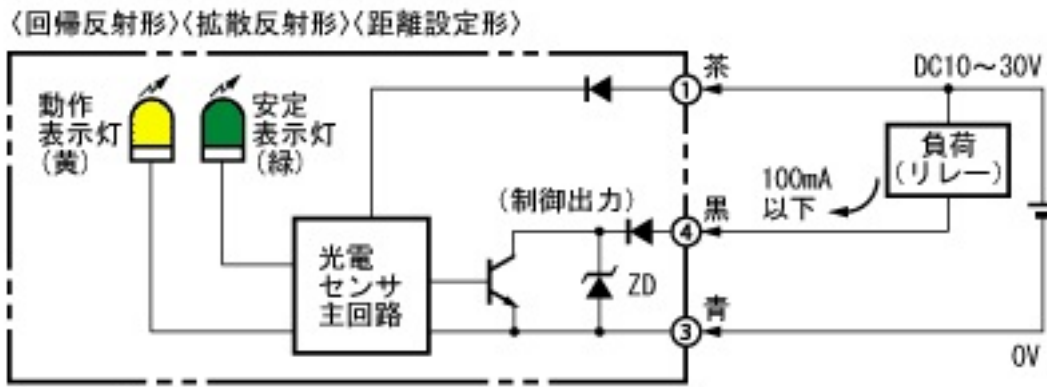 〈回帰反射形〉〈拡散反射形〉〈距離設定形〉
動作
表示灯
(黄)
安定
表示灯
(緑)
光電
センサ
主回路
(制御出力)
ZD
①
茶
DC10～30V
負荷
(リレー)
100mA
以下
④
黒
③
青
0V